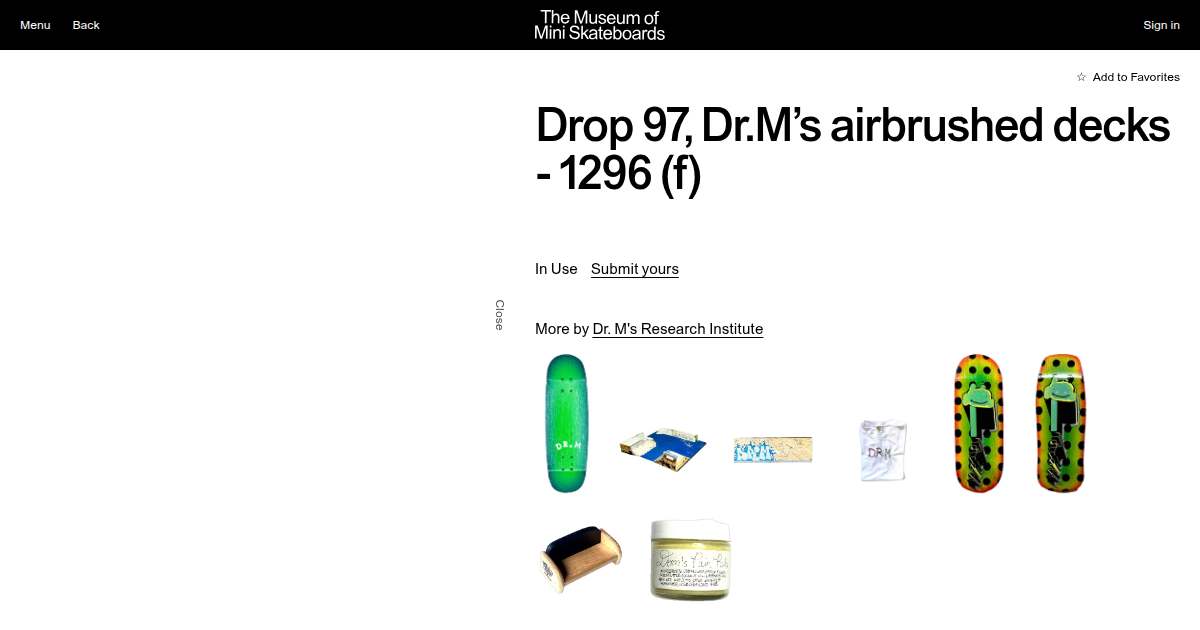 Menu Back
The Museum of
Mini Skateboards
Sign in
☆ Add to Favorites
Drop 97, Dr.M’s airbrushed decks
- 1296 (f)
In Use Submit yours
Close
More by Dr. M's Research Institute
DR.M
DR.M